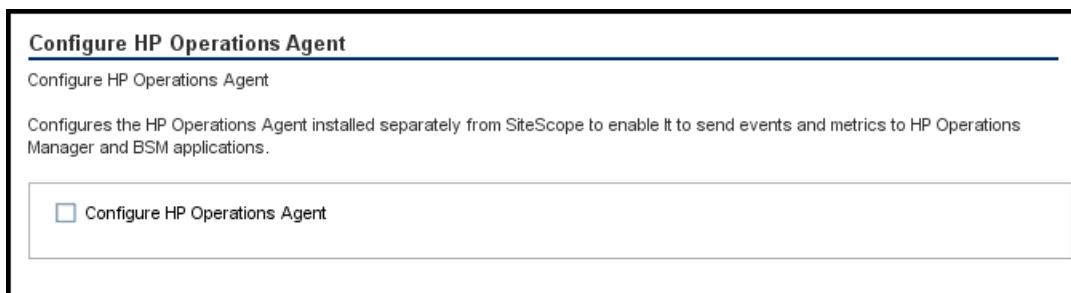 Configure HP Operations Agent
Configure HP Operations Agent
Configures the HP Operations Agent installed separately from SiteScope to enable It to send events and metrics to HP Operations
Manager and BSM applications.
Configure HP Operations Agent